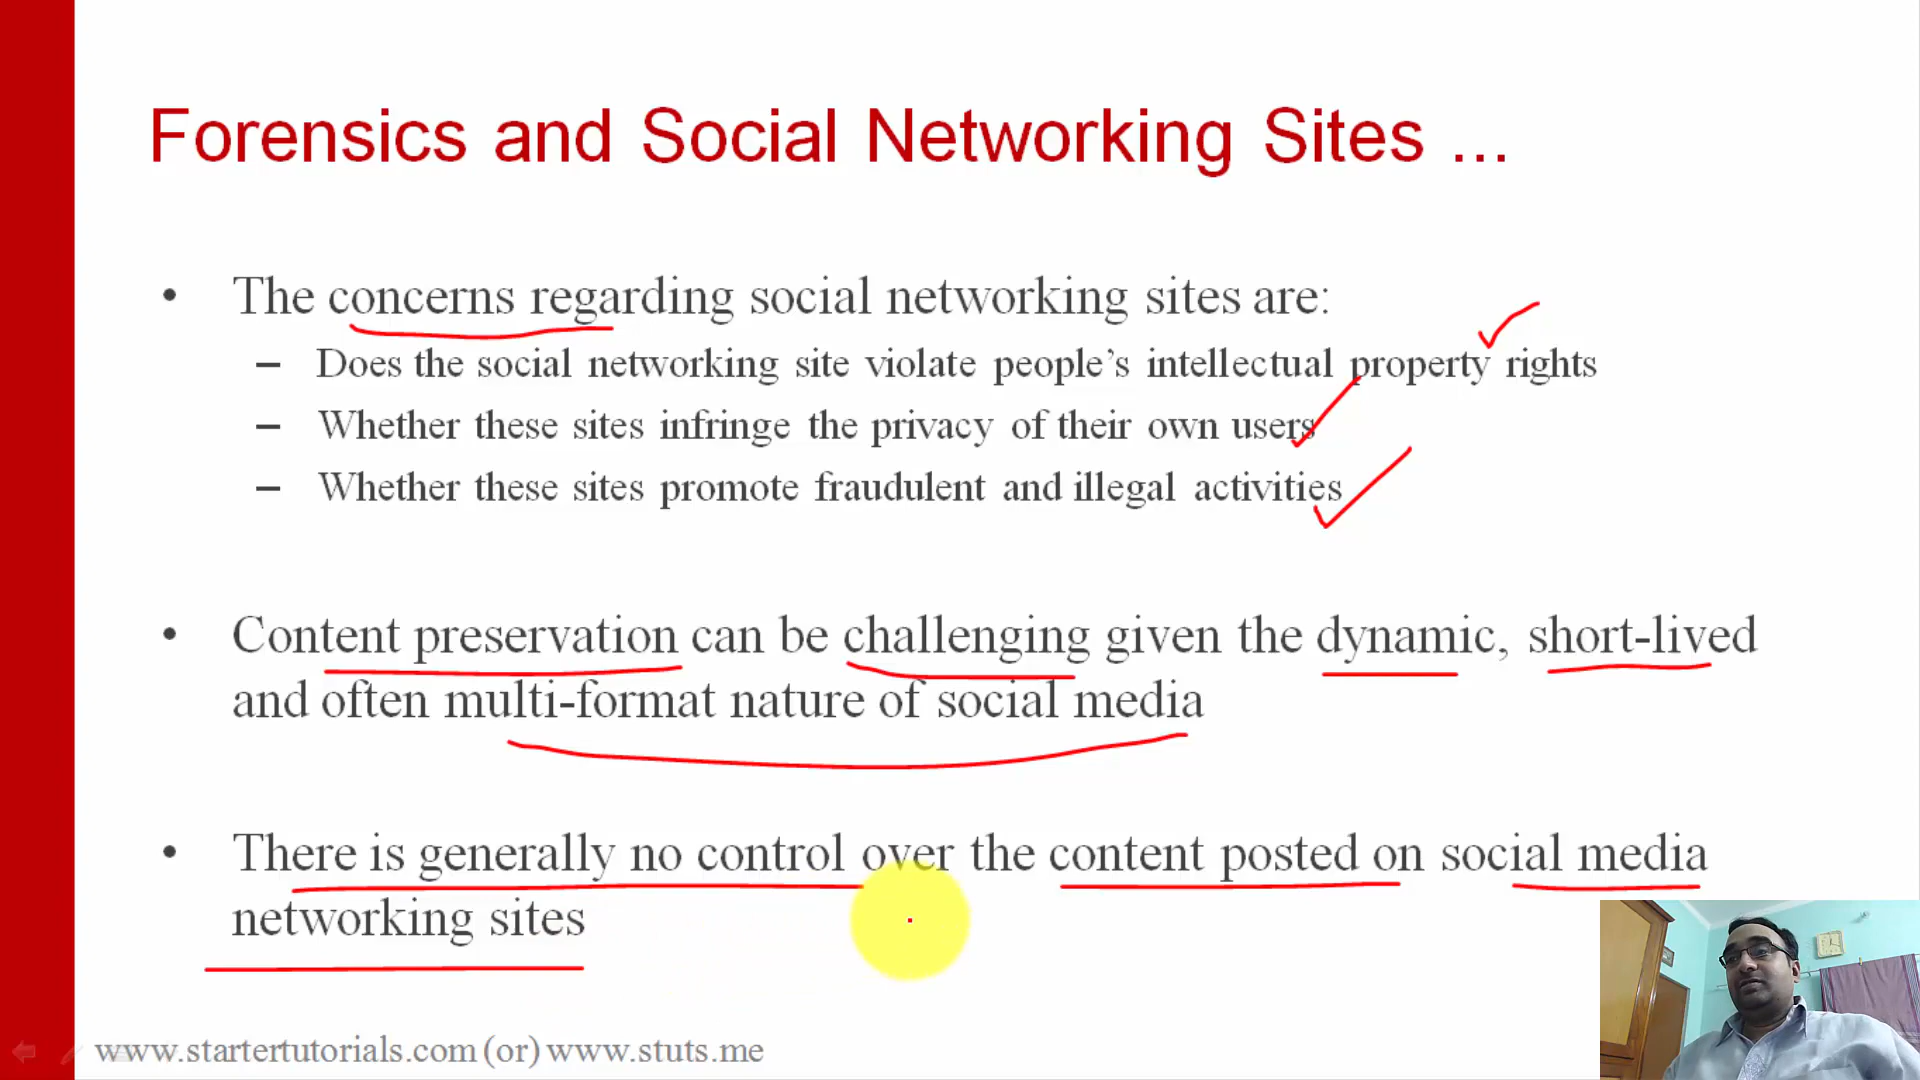 Forensics and Social Networking Sites ...
• The concerns regarding social networking sites are:
– Does the social networking site violate people’s intellectual property rights
– Whether these sites infringe the privacy of their own users
– Whether these sites promote fraudulent and illegal activities
• Content preservation can be challenging given the dynamic, short-lived
and often multi-format nature of social media
• There is generally no control over the content posted on social media
networking sites
www.startertutorials.com (or) www.stuts.me